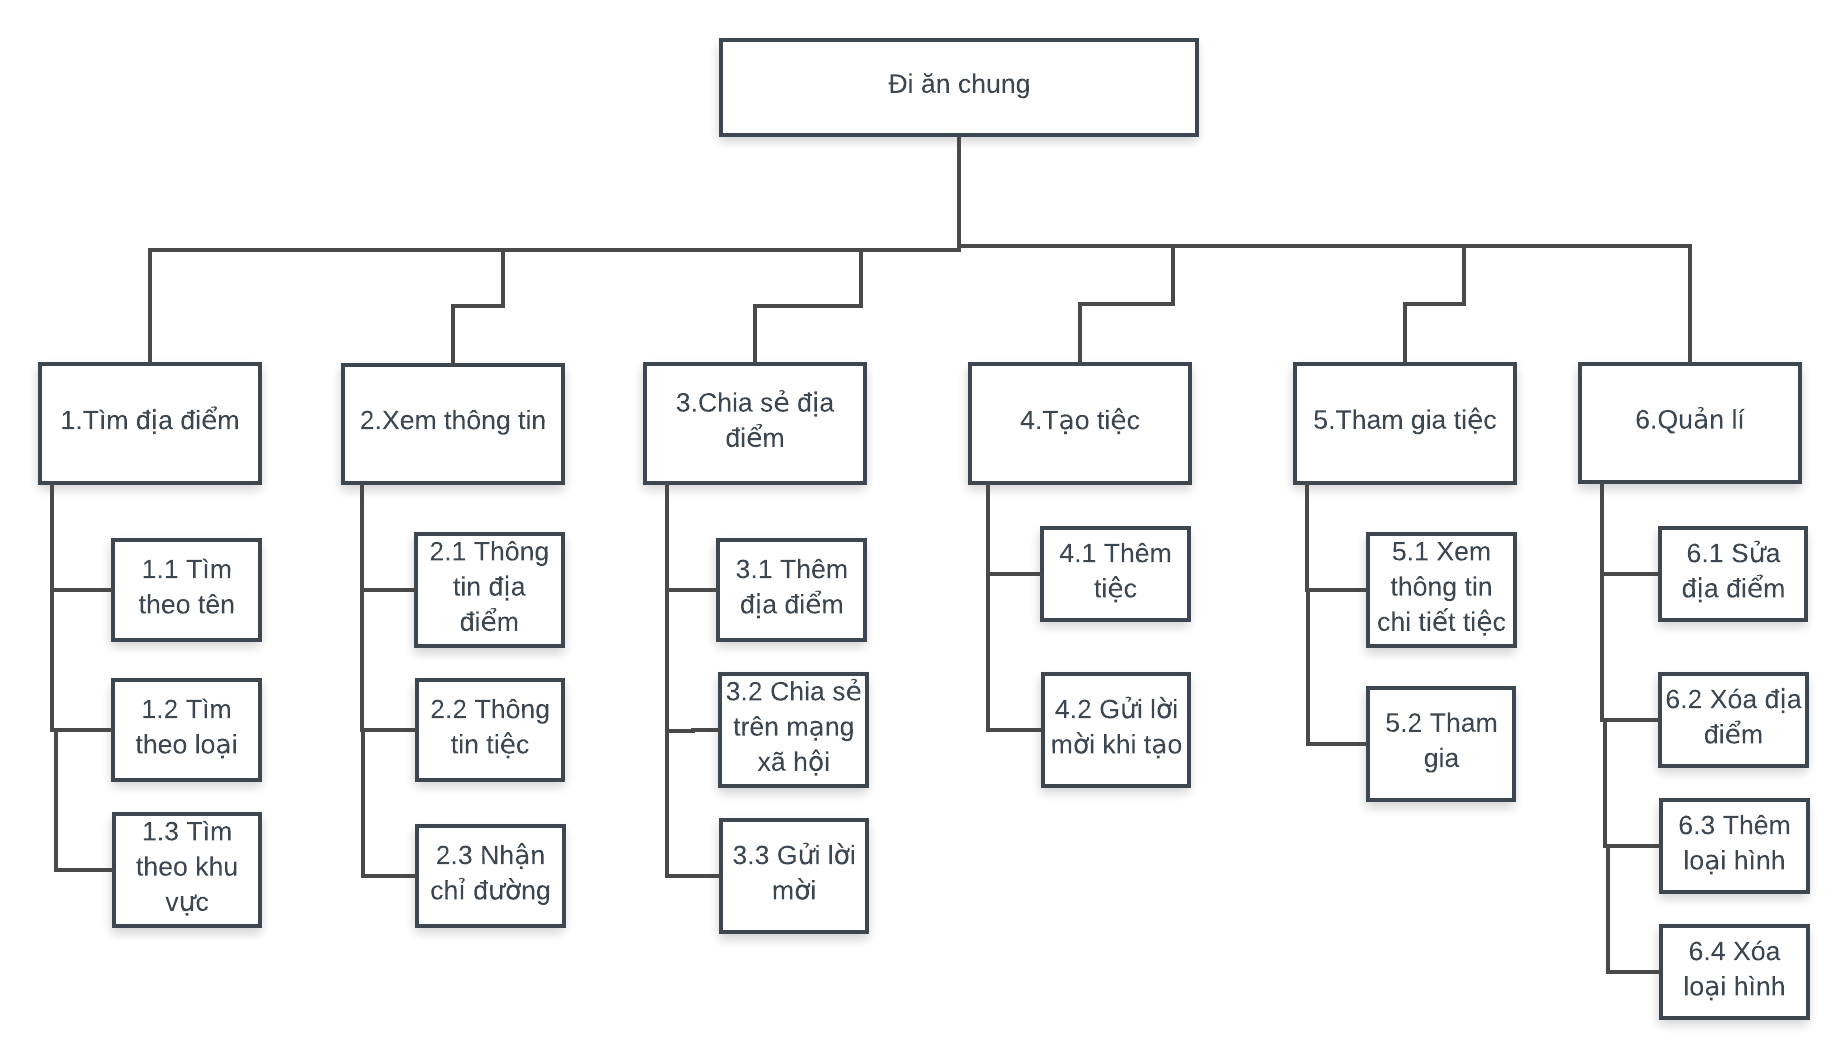 Đi ăn chung
1.Tìm địa điểm
2.Xem thông tin
3.Chia sẻ địa
điểm
4.Tạo tiệc
5.Tham gia tiệc
6.Quản lí
1.1 Tìm
theo tên
1.2 Tìm
theo loại
1.3 Tìm
theo khu
vực
2.1 Thông
tin địa
điểm
2.2 Thông
tin tiệc
2.3 Nhận
chỉ đường
3.1 Thêm
địa điểm
3.2 Chia sẻ
trên mạng
xã hội
3.3 Gửi lời
mời
4.1 Thêm
tiệc
4.2 Gửi lời
mời khi tạo
5.1 Xem
thông tin
chi tiết tiệc
5.2 Tham
gia
6.1 Sửa
địa điểm
6.2 Xóa địa
điểm
6.3 Thêm
loại hình
6.4 Xóa
loại hình